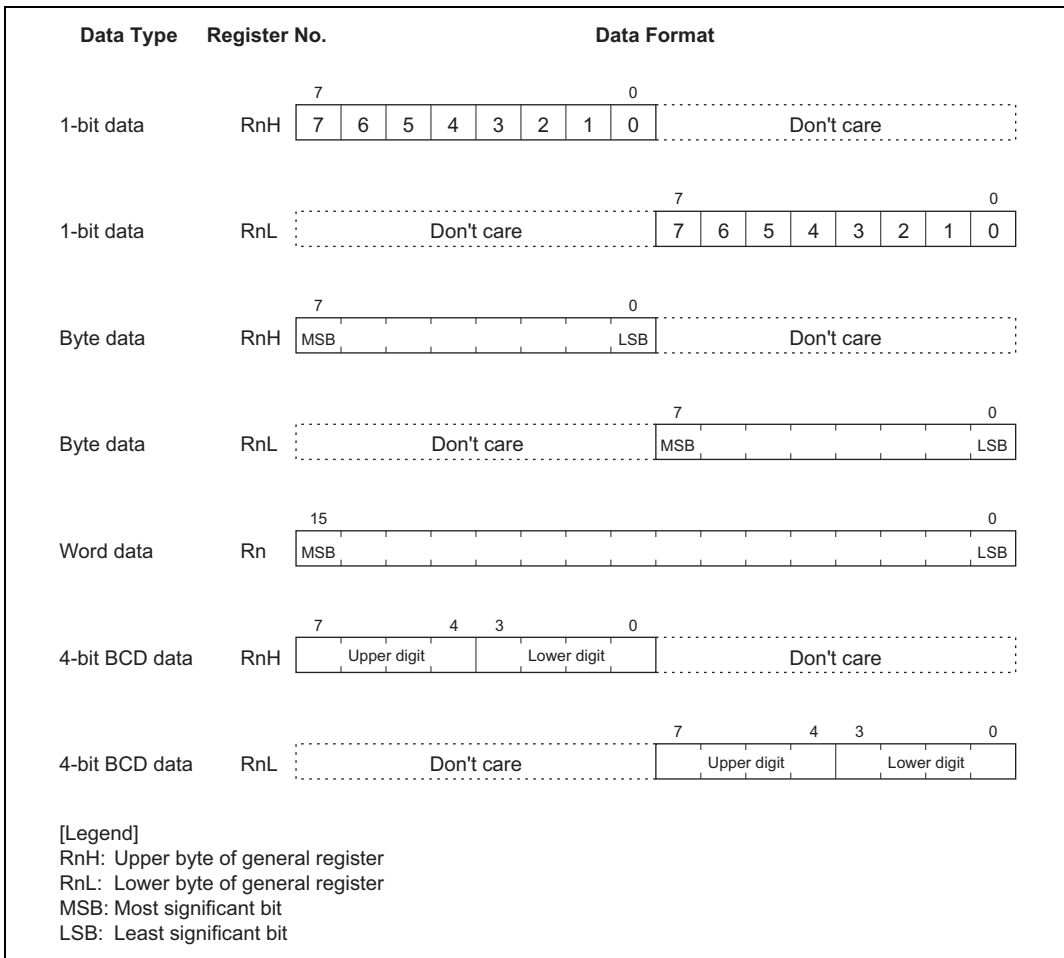 Data Type Register No. Data Format
7 0
1-bit data RnH 7 6 5 4 3 2 1 0 Don't care
7 0
1-bit data RnL Don't care 7 6 5 4 3 2 1 0
7 0
Byte data RnH MSB LSB Don't care
7 0
Byte data RnL Don't care MSB LSB
15 0
Word data Rn MSB LSB
7 4 3 0
4-bit BCD data RnH Upper digit Lower digit Don't care
7 4 3 0
4-bit BCD data RnL Don't care Upper digit Lower digit
[Legend]
RnH: Upper byte of general register
RnL: Lower byte of general register
MSB: Most significant bit
LSB: Least significant bit